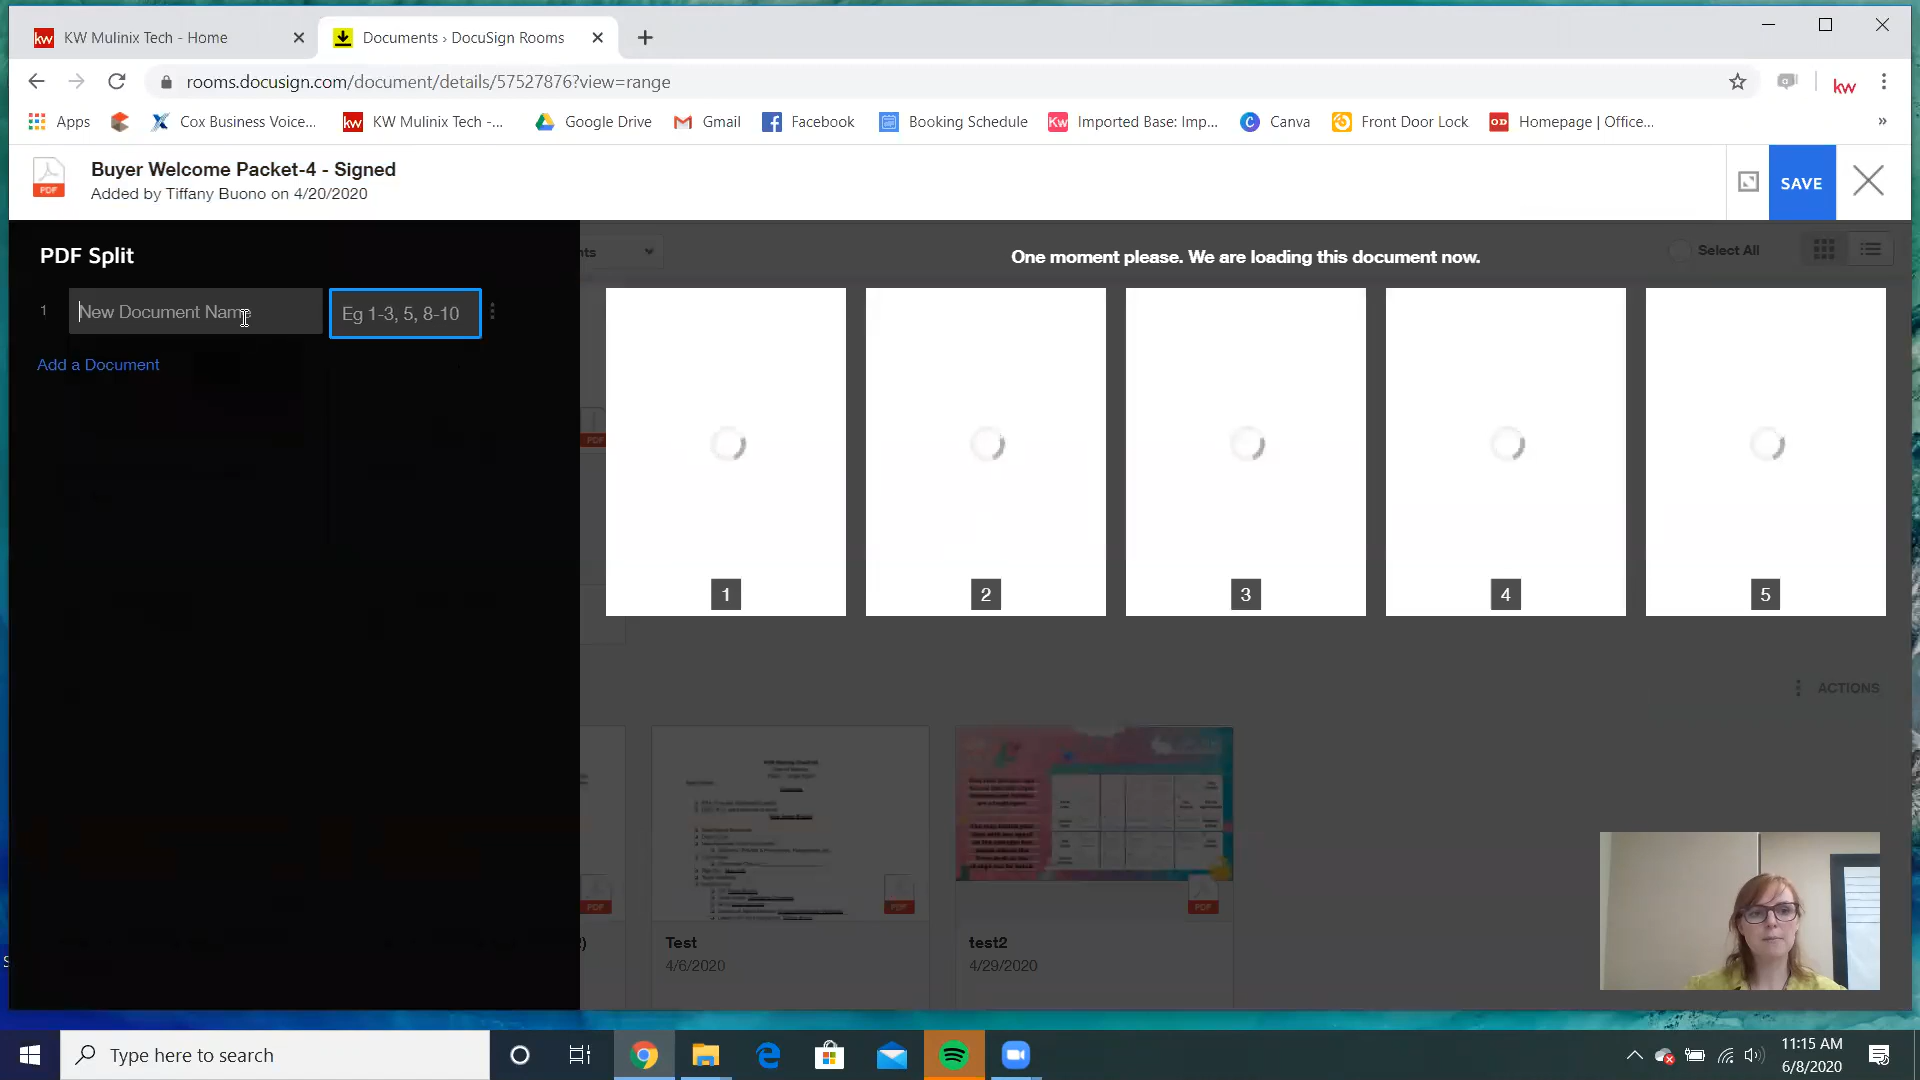 KW Mulinix Tech - Home
Documents › DocuSign Rooms
rooms.docusign.com/document/details/57527876?view=range
Apps
Cox Business Voice...
KW Mulinix Tech -...
Google Drive
Gmail
Facebook
Booking Schedule
Imported Base: Imp...
Canva
Front Door Lock
Homepage | Office...
Buyer Welcome Packet-4 - Signed
Added by Tiffany Buono on 4/20/2020
SAVE
PDF Split
One moment please. We are loading this document now.
Select All
1
New Document Name
Eg 1-3, 5, 8-10
Add a Document
1
2
3
4
5
ACTIONS
Test
4/6/2020
test2
4/29/2020
Type here to search
11:15 AM
6/8/2020